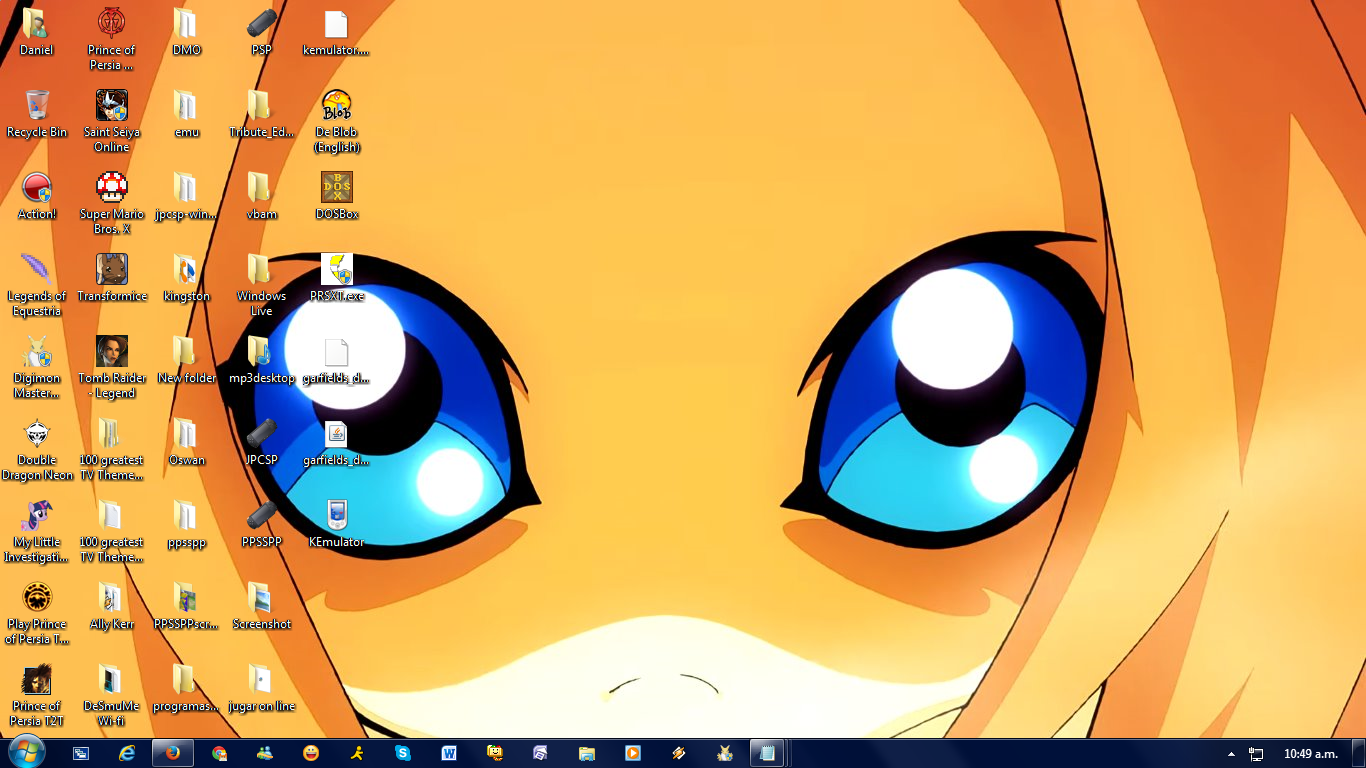 Daniel
Prince of
Persia ...
DMO
PSP
kemulator....
Recycle Bin
Saint Seiya
Online
emu
Tribute_Ed...
Blob
De Blob
(English)
Action!
Super Mario
Bros. X
jpcsp-win...
vbam
B
DOS
X
DOSBox
Legends of
Equestria
Transformice
kingston
Windows
Live
PRSXT.exe
Digimon
Master...
Tomb Raider
- Legend
New folder
mp3desktop
garfields_d...
Double
Dragon Neon
100 greatest
TV Theme...
Oswan
JPCSP
garfields_d...
My Little
Investigati...
100 greatest
TV Theme...
ppsspp
PPSSPP
KEmulator
Play Prince
of Persia T...
Ally Kerr
PPSSPPscr...
Screenshot
Prince of
Persia T2T
DeSmuMe
Wi-fi
programas...
jugar on line
10:49 a.m.